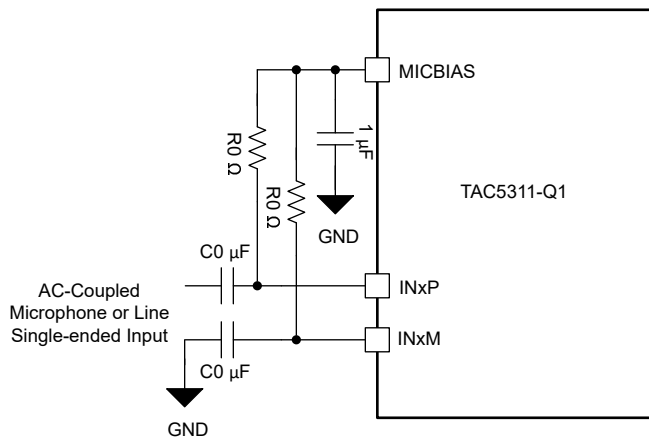 MICBIAS
R0 Ω
R0 Ω
1 µF
TAC5311-Q1
GND
C0 µF
AC-Coupled
Microphone or Line
Single-ended Input
INxP
INxM
C0 µF
GND